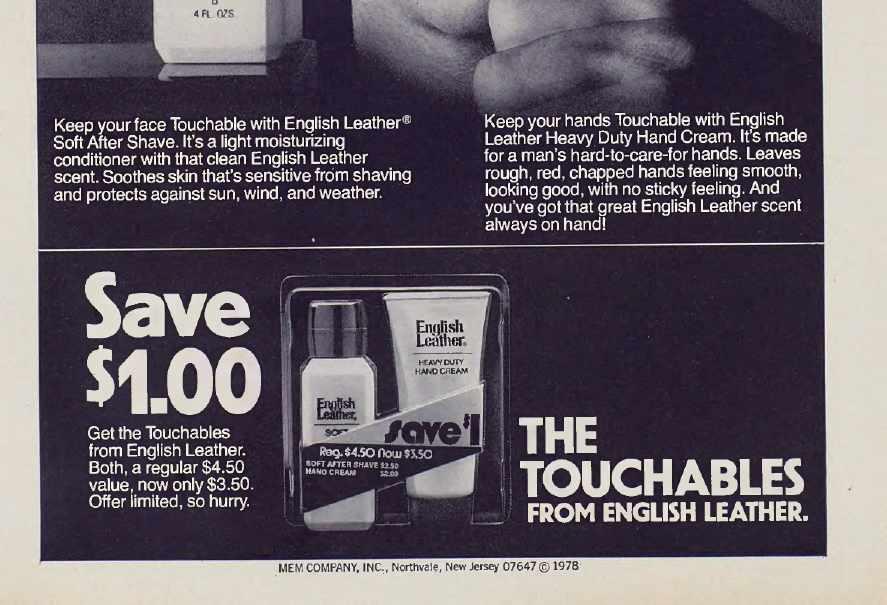 4 FL. OZS.
Keep your face Touchable with English Leather®
Soft After Shave. It's a light moisturizing
conditioner with that clean English Leather
scent. Soothes skin that's sensitive from shaving
and protects against sun, wind, and weather.
Keep your hands Touchable with English
Leather Heavy Duty Hand Cream. It's made
for a man's hard-to-care-for hands. Leaves
rough, red, chapped hands feeling smooth,
looking good, with no sticky feeling. And
you've got that great English Leather scent
always on hand!
Save
$1.00
Get the Touchables
from English Leather.
Both, a regular $4.50
value, now only $3.50.
Offer limited, so hurry.
English
Leather®
HEAVY DUTY
HAND CREAM
English
Leather®
SOFT
save $1
Reg. $4.50 Now $3.50
SOFT AFTER SHAVE $2.50
HAND CREAM $2.00
THE
TOUCHABLES
FROM ENGLISH LEATHER.
MEM COMPANY, INC., Northvale, New Jersey 07647 © 1978